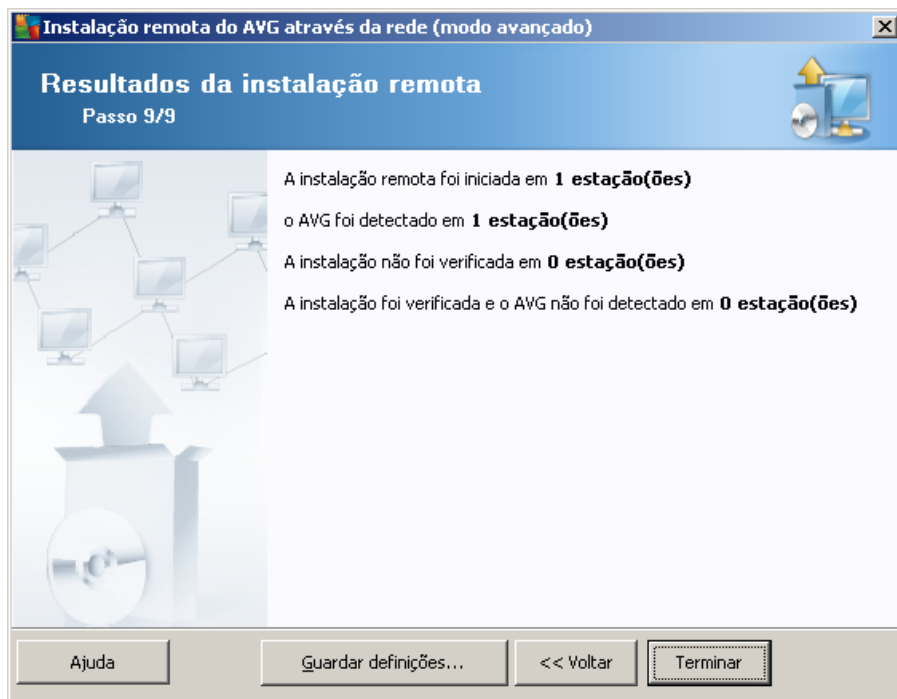 Instalação remota do AVG através da rede (modo avançado)
Resultados da instalação remota
Passo 9/9
A instalação remota foi iniciada em 1 estação(ões)
o AVG foi detectado em 1 estação(ões)
A instalação não foi verificada em 0 estação(ões)
A instalação foi verificada e o AVG não foi detectado em 0 estação(ões)
Ajuda
Guardar definições...
<< Voltar
Terminar